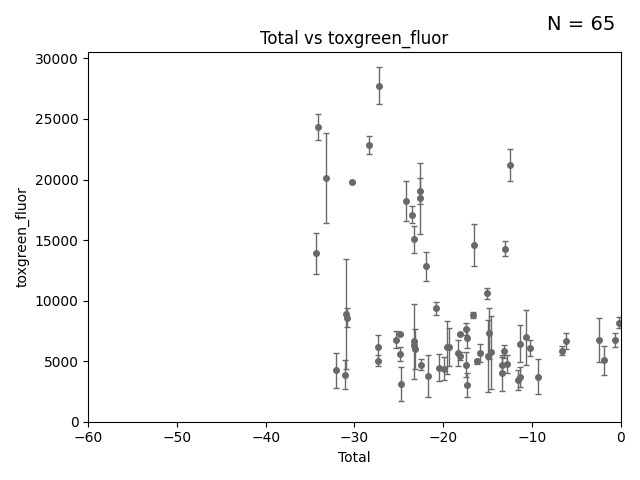 N = 65
Total vs toxgreen_fluor
30000
25000
20000
15000
10000
5000
0
toxgreen_fluor
−60 −50 −40 −30 −20 −10 0
Total